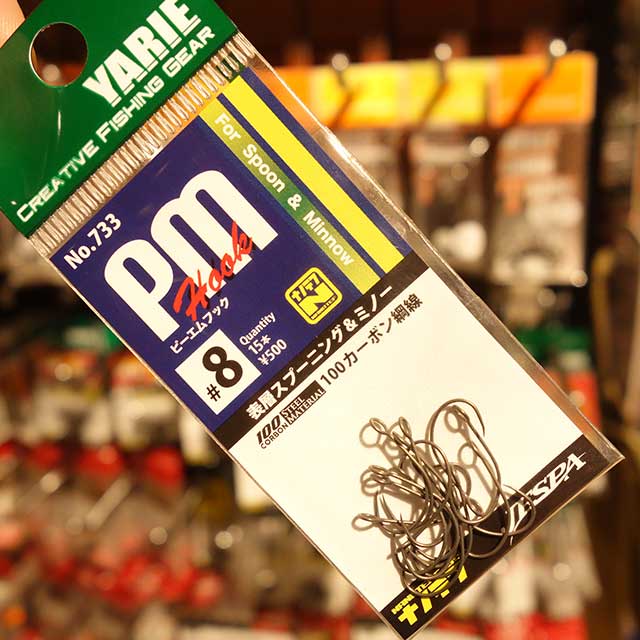 YARIE
CREATIVE FISHING GEAR
No.733
For Spoon & Minnow
PM
Hook
ピーエムフック
N
#8
Quantity
15本
¥500
表層スプーニング&ミノー
100カーボン綱線
100 STEEL
CORBON MATERIAL